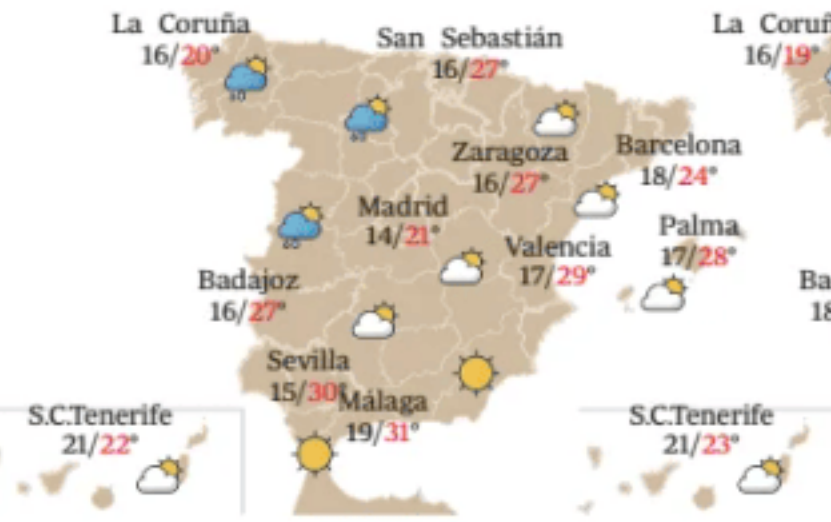 La Coruña
16/20°
San Sebastián
16/27°
Zaragoza
16/27°
Barcelona
18/24°
Madrid
14/21°
Valencia
17/29°
Palma
17/28°
Badajoz
16/27°
Sevilla
15/30°
Málaga
19/31°
S.C.Tenerife
21/22°
La Coruñ
16/19°
Ba
18
S.C.Tenerife
21/23°